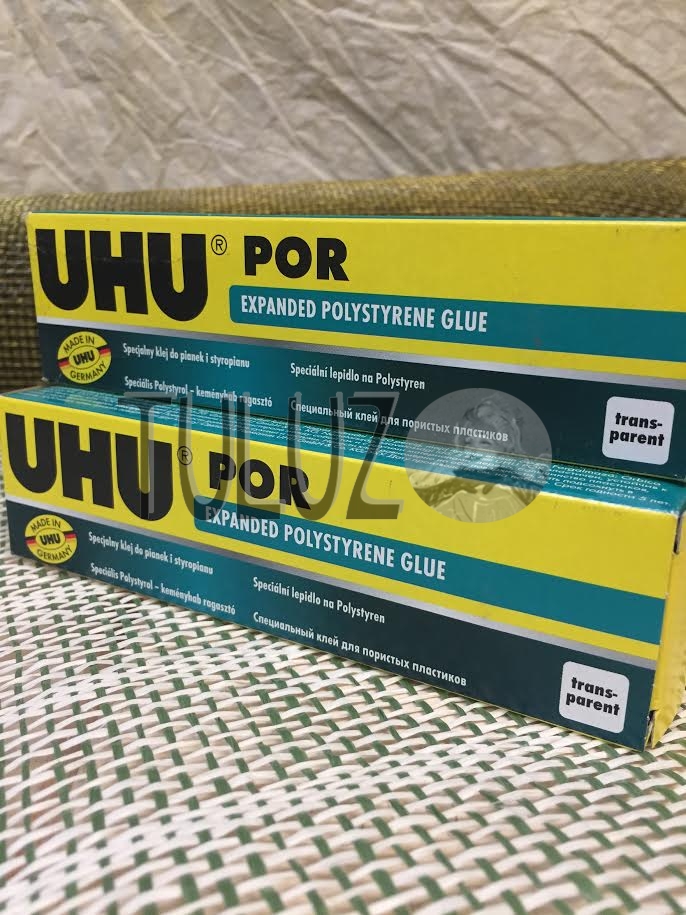 UHU® POR
EXPANDED POLYSTYRENE GLUE
MADE IN
UHU
GERMANY
Specjalny klej do pianek i styropianu
Speciális Polystyrol – keményhab ragasztó
Speciální lepidlo na Polystyren
Специальный клей для пористых пластиков
trans-
parent
TULUZ
UHU® POR
EXPANDED POLYSTYRENE GLUE
MADE IN
UHU
GERMANY
Specjalny klej do pianek i styropianu
Speciális Polystyrol – keményhab ragasztó
Speciální lepidlo na Polystyren
Специальный клей для пористых пластиков
trans-
parent